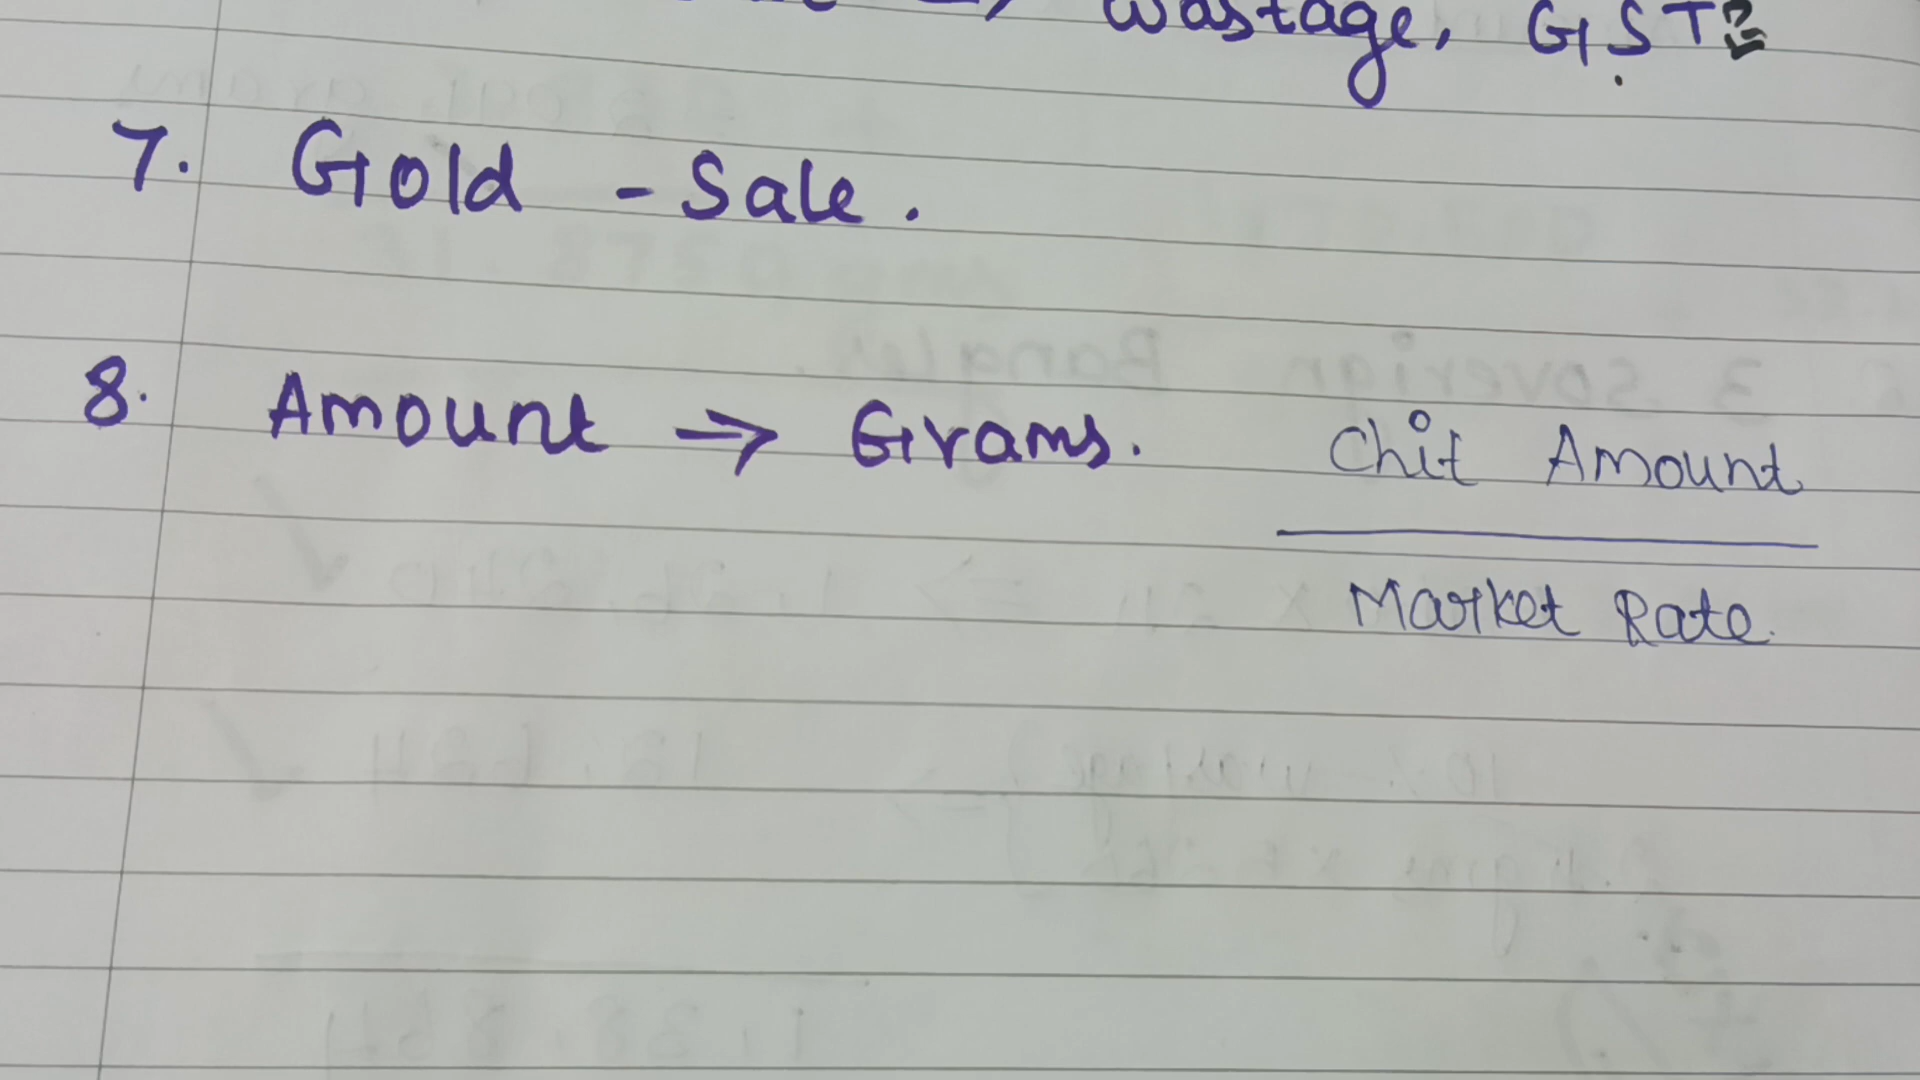 wastage, GST
7. Gold - Sale.
8. Amount → Grams. Chit Amount
Market Rate.